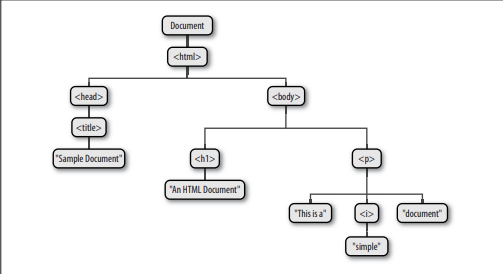 Document
<html>
<head>
<body>
<title>
"Sample Document"
<h1>
<p>
"An HTML Document"
"This is a"
<i>
"document"
"simple"